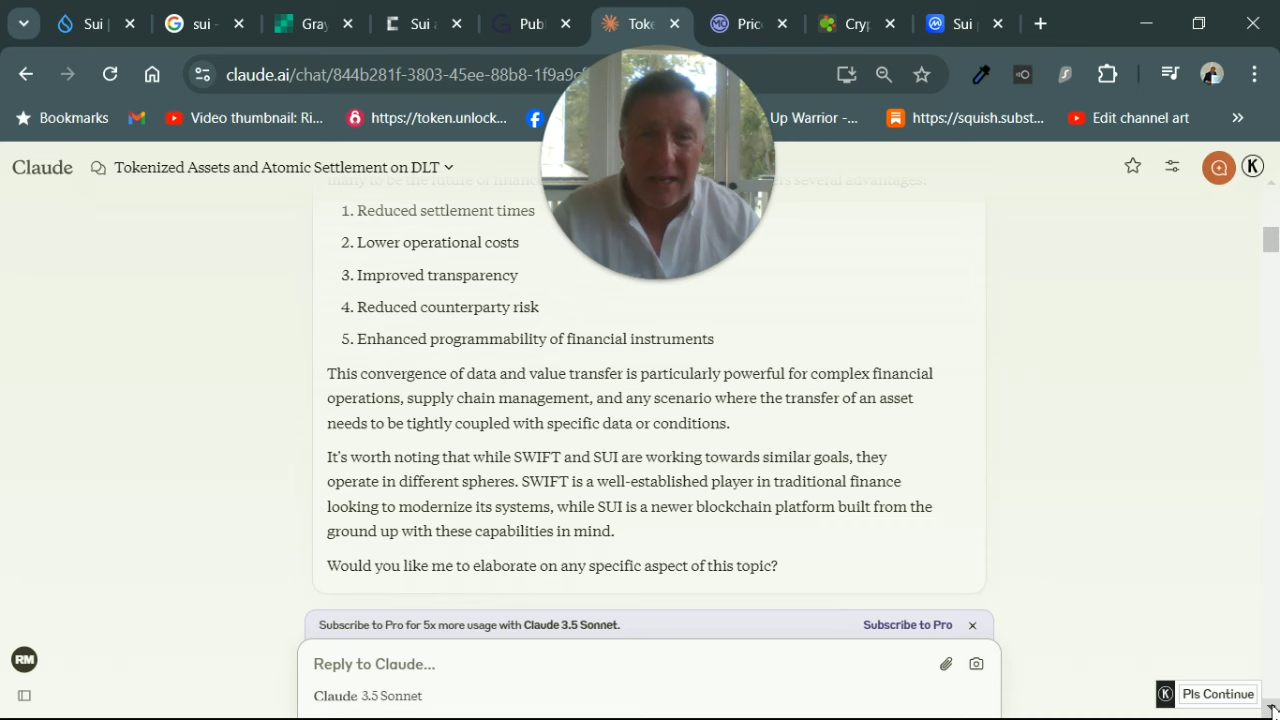 Sui |
sui -
Gray
Sui a
Publ
Toke
Price
Cryp
Sui |
claude.ai/chat/844b281f-3803-45ee-88b8-1f9a9c
Bookmarks
Video thumbnail: Ri...
https://token.unlock...
Up Warrior -...
https://squish.subst...
Edit channel art
Claude
Tokenized Assets and Atomic Settlement on DLT
K
several advantages:
1. Reduced settlement times
2. Lower operational costs
3. Improved transparency
4. Reduced counterparty risk
5. Enhanced programmability of financial instruments
This convergence of data and value transfer is particularly powerful for complex financial
operations, supply chain management, and any scenario where the transfer of an asset
needs to be tightly coupled with specific data or conditions.
It's worth noting that while SWIFT and SUI are working towards similar goals, they
operate in different spheres. SWIFT is a well-established player in traditional finance
looking to modernize its systems, while SUI is a newer blockchain platform built from the
ground up with these capabilities in mind.
Would you like me to elaborate on any specific aspect of this topic?
Subscribe to Pro for 5x more usage with Claude 3.5 Sonnet.
Subscribe to Pro
Reply to Claude...
RM
Claude 3.5 Sonnet
K
Pls Continue